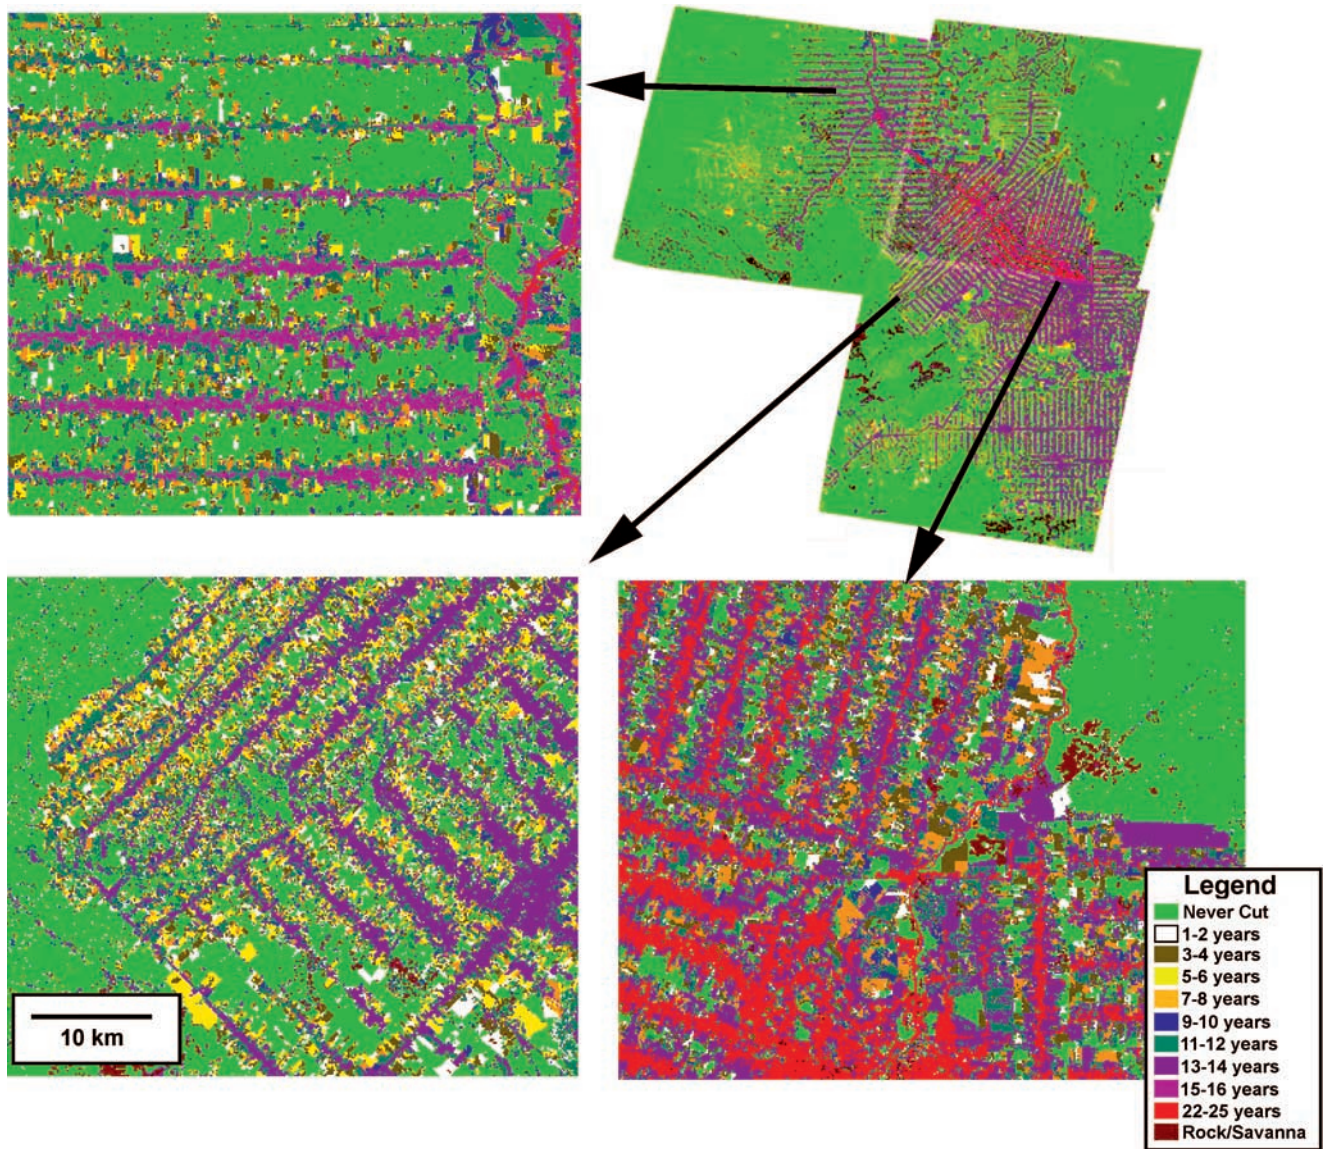 10 km
Legend
Never Cut
1-2 years
3-4 years
5-6 years
7-8 years
9-10 years
11-12 years
13-14 years
15-16 years
22-25 years
Rock/Savanna